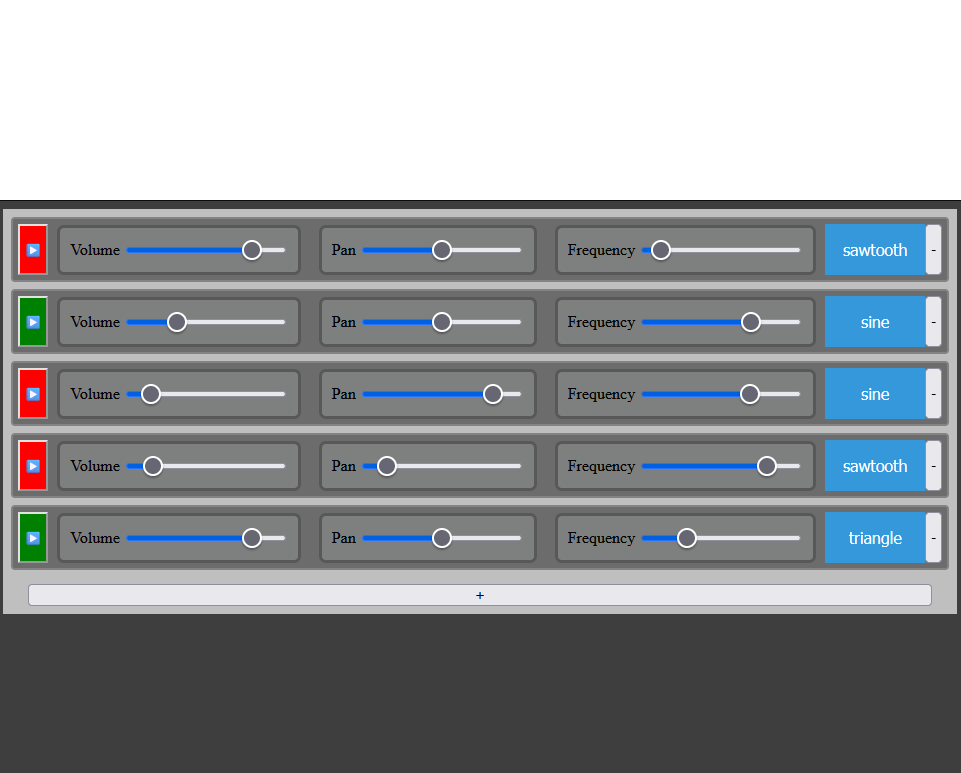 Volume Pan Frequency sawtooth -
Volume Pan Frequency sine -
Volume Pan Frequency sine -
Volume Pan Frequency sawtooth -
Volume Pan Frequency triangle -
+